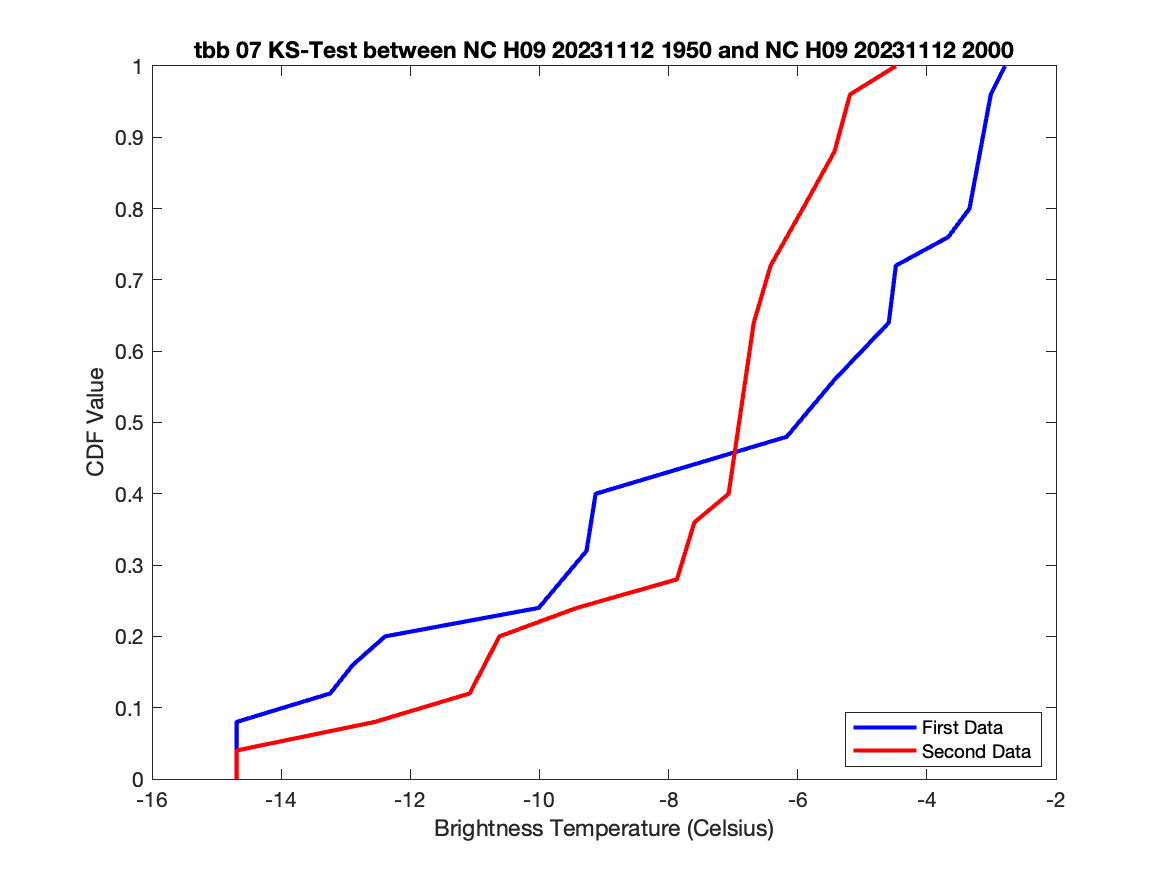 tbb 07 KS-Test between NC H09 20231112 1950 and NC H09 20231112 2000
1
0.9
0.8
0.7
0.6
0.5
0.4
0.3
0.2
0.1
0
CDF Value
First Data
Second Data
-16 -14 -12 -10 -8 -6 -4 -2
Brightness Temperature (Celsius)